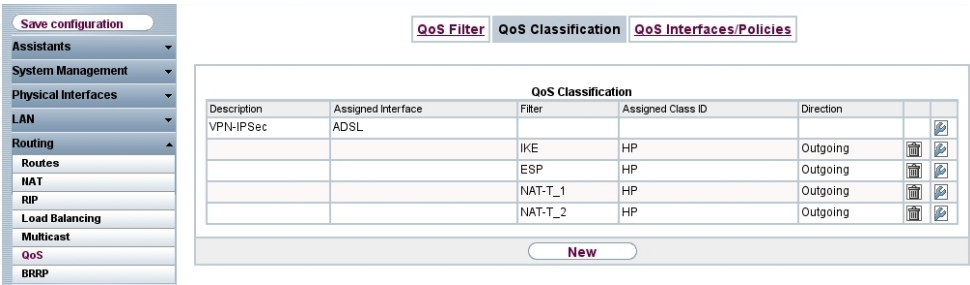 Save configuration
Assistants
System Management
Physical Interfaces
LAN
Routing
Routes
NAT
RIP
Load Balancing
Multicast
QoS
BRRP
QoS Filter QoS Classification QoS Interfaces/Policies
QoS Classification
Description Assigned Interface Filter Assigned Class ID Direction
VPN-IPSec ADSL
IKE HP Outgoing
ESP HP Outgoing
NAT-T_1 HP Outgoing
NAT-T_2 HP Outgoing
New